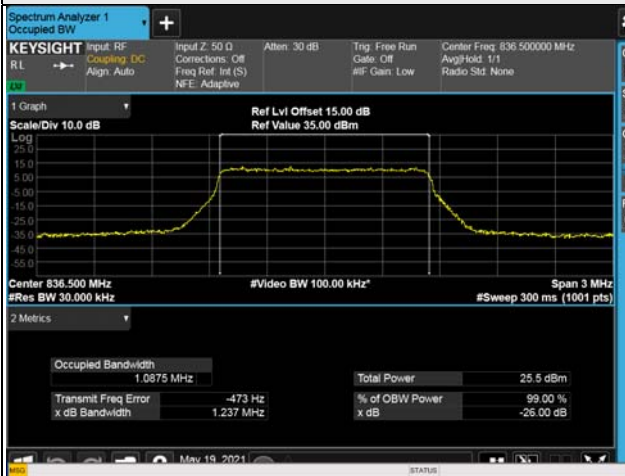 Spectrum Analyzer 1
Occupied BW
KEYSIGHT
RL
Input: RF
Coupling: DC
Align: Auto
Input Z: 50 Ω
Corrections: Off
Freq Ref: Int (S)
NFE: Adaptive
Atten: 30 dB
Trig: Free Run
Gate: Off
#IF Gain: Low
Center Freq: 836.500000 MHz
Avg|Hold: 1/1
Radio Std: None
1 Graph
Scale/Div 10.0 dB
Ref Lvl Offset 15.00 dB
Ref Value 35.00 dBm
Log
25.0
15.0
5.00
-5.00
-15.0
-25.0
-35.0
-45.0
-55.0
Center 836.500 MHz
#Video BW 100.00 kHz*
Span 3 MHz
#Res BW 30.000 kHz
#Sweep 300 ms (1001 pts)
2 Metrics
Occupied Bandwidth
1.0875 MHz
Total Power 25.5 dBm
Transmit Freq Error -473 Hz
% of OBW Power 99.00 %
x dB Bandwidth 1.237 MHz
x dB -26.00 dB
May 19, 2021
MSG
STATUS